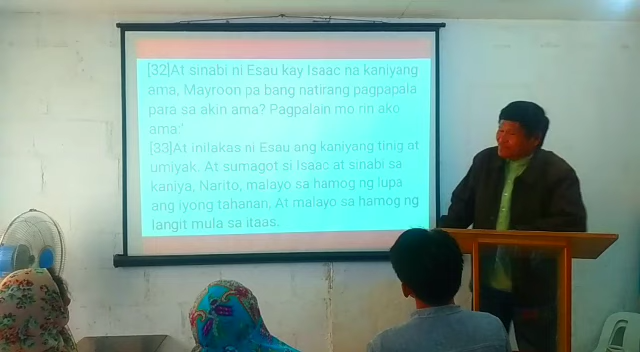 [32]At sinabi ni Esau kay Isaac na kaniyang
ama, Mayroon pa bang natirang pagpapala
para sa akin ama? Pagpalain mo rin ako
ama:'
[33]At inilakas ni Esau ang kaniyang tinig at
umiyak. At sumagot si Isaac at sinabi sa
kaniya, Narito, malayo sa hamog ng lupa
ang iyong tahanan, At malayo sa hamog ng
langit mula sa itaas.